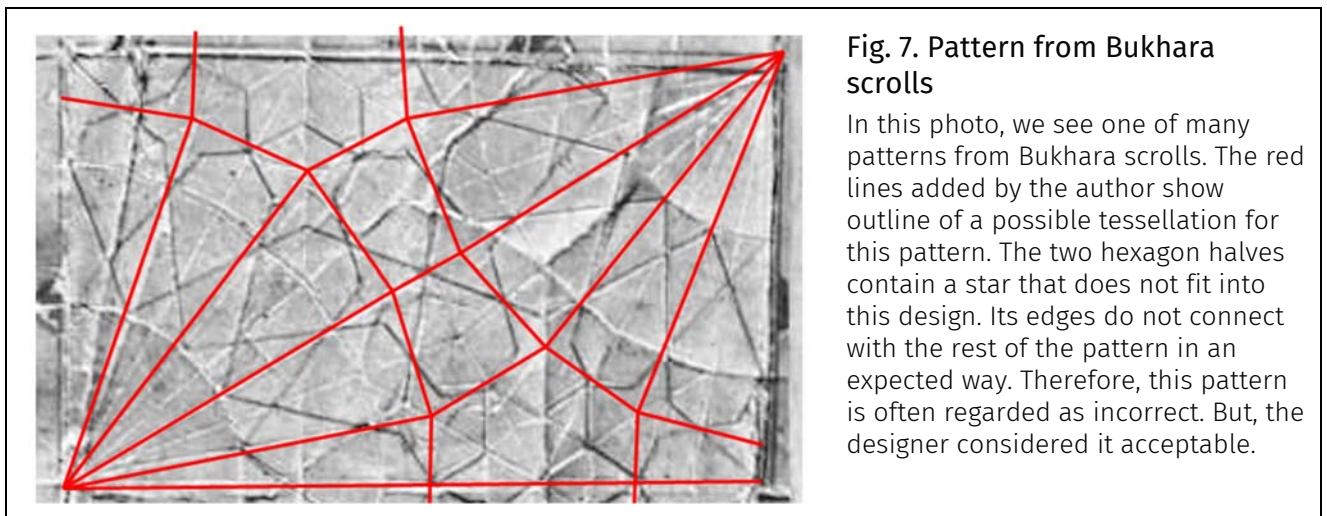 Fig. 7. Pattern from Bukhara
scrolls
In this photo, we see one of many
patterns from Bukhara scrolls. The red
lines added by the author show
outline of a possible tessellation for
this pattern. The two hexagon halves
contain a star that does not fit into
this design. Its edges do not connect
with the rest of the pattern in an
expected way. Therefore, this pattern
is often regarded as incorrect. But, the
designer considered it acceptable.